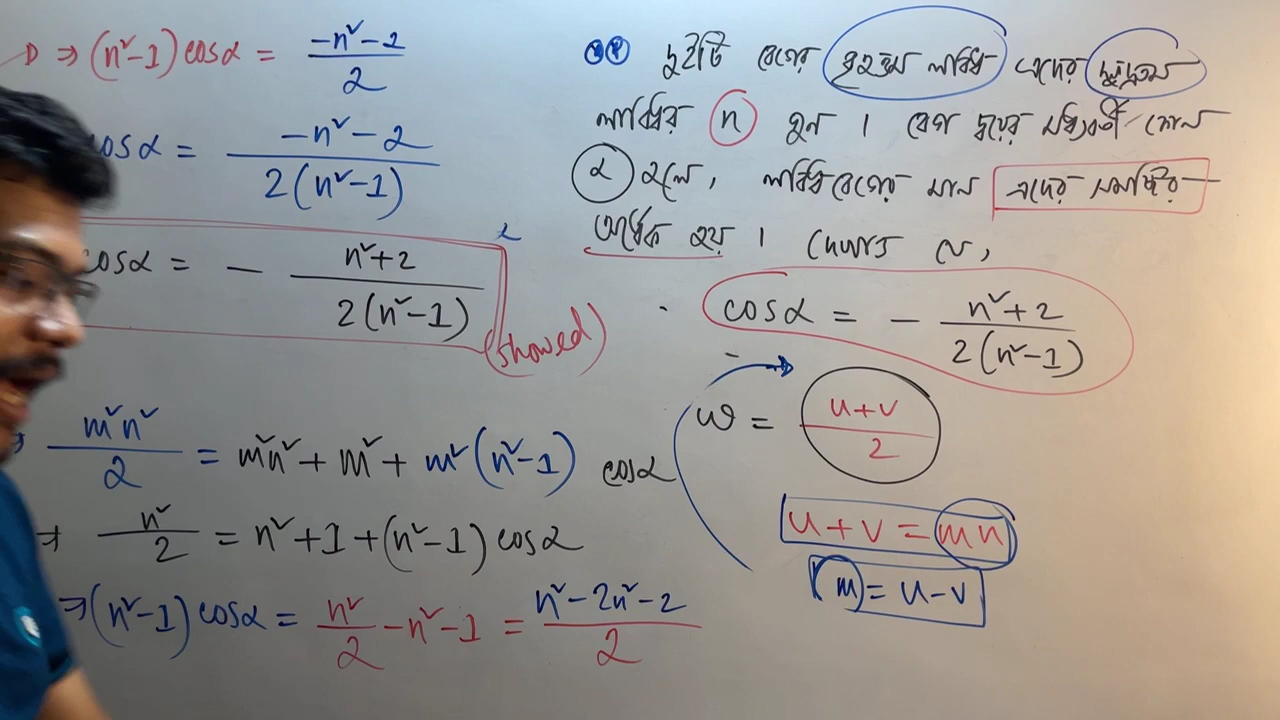 ⇒ (n²-1) cosα = (-n²-2)/2
cosα = (-n²-2)/(2(n²-1))
cosα = - (n²+2)/(2(n²-1))
(showed)
m²n²/2 = m²n² + m² + m²(n²-1) cosα
⇒ n²/2 = n²+1+(n²-1) cosα
⇒ (n²-1) cosα = n²/2 - n² - 1 = (n²-2n²-2)/2
দুইটি বেগের বৃহত্তম লব্ধি এদের ক্ষুদ্রতম
লব্ধির n গুন । বেগ দ্বয়ের মধ্যবর্তী কোন
α হলে, লব্ধিবেগের মান এদের সমষ্টির
অর্ধেক হয় । দেখাও যে,
cosα = - (n²+2)/(2(n²-1))
ω = (u+v)/2
u+v = mn
m = u-v